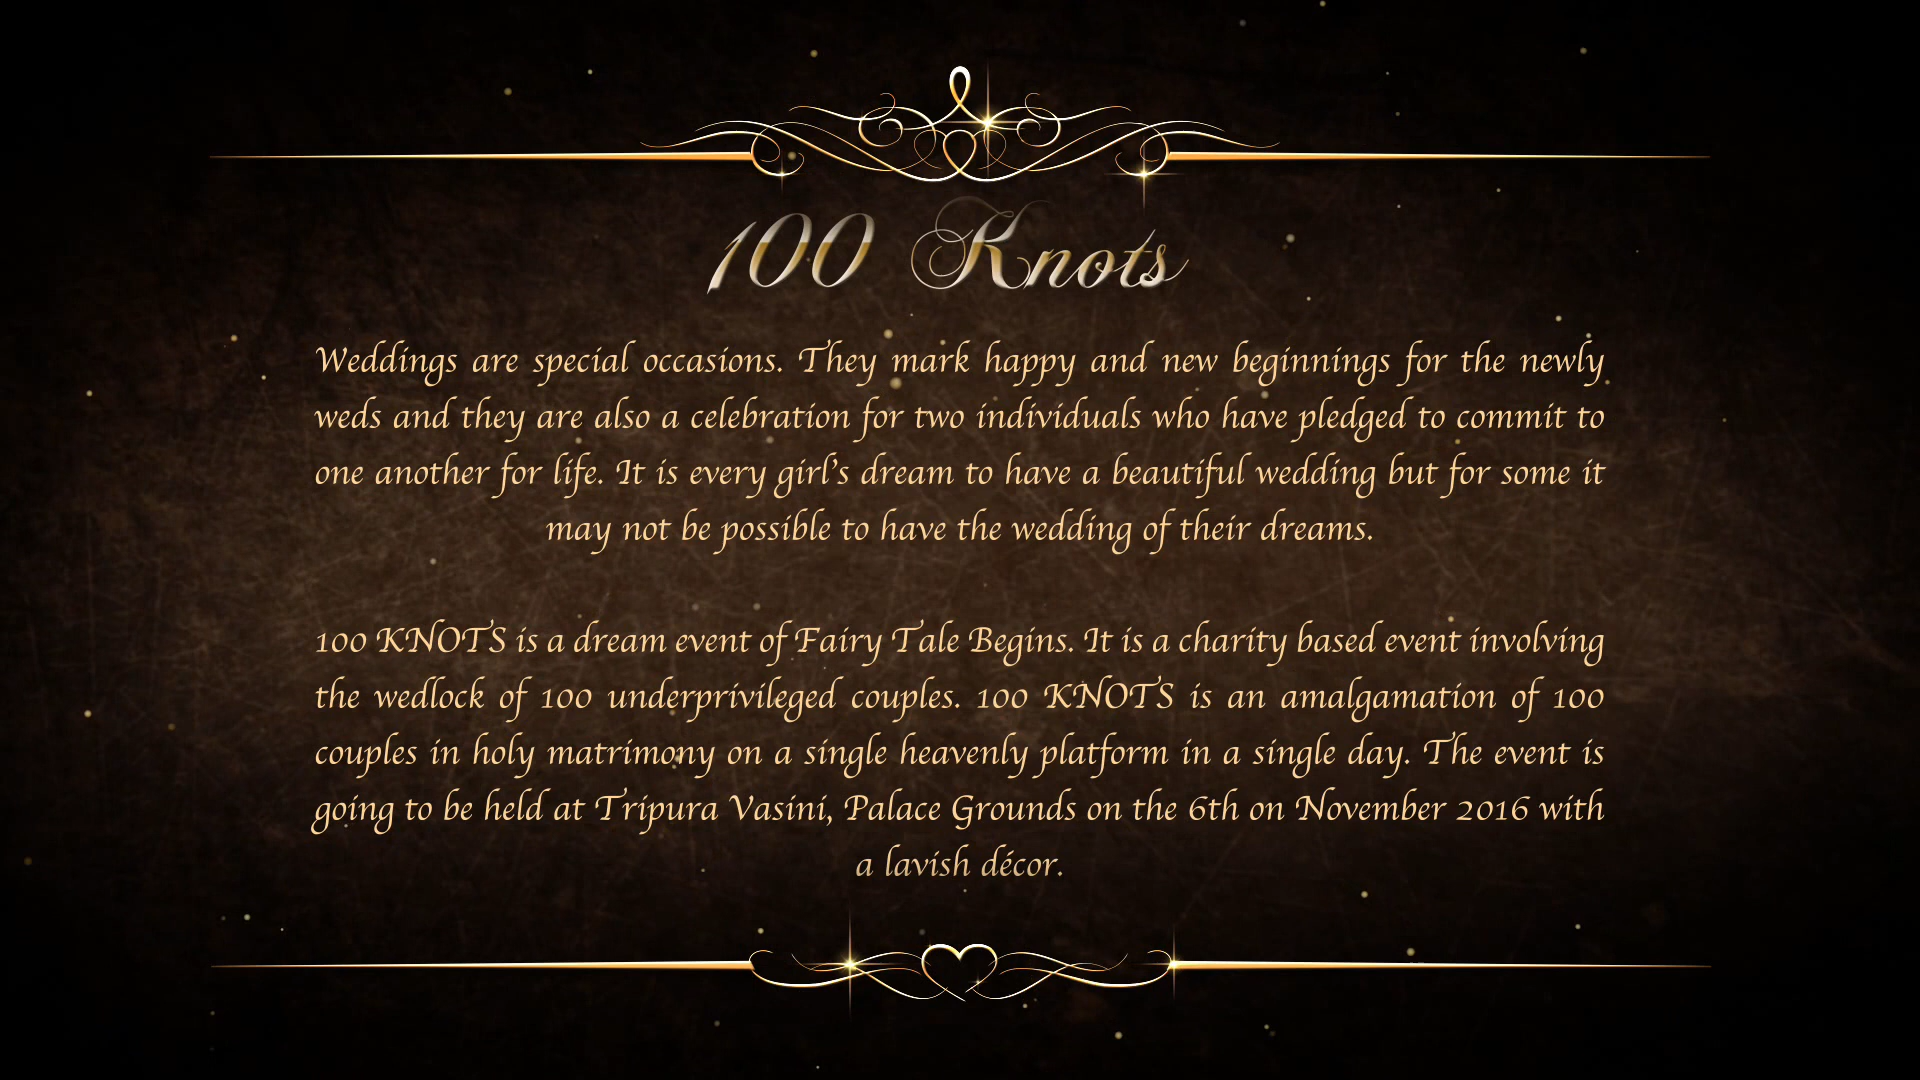 100 Knots
Weddings are special occasions. They mark happy and new beginnings for the newly
weds and they are also a celebration for two individuals who have pledged to commit to
one another for life. It is every girl's dream to have a beautiful wedding but for some it
may not be possible to have the wedding of their dreams.
100 KNOTS is a dream event of Fairy Tale Begins. It is a charity based event involving
the wedlock of 100 underprivileged couples. 100 KNOTS is an amalgamation of 100
couples in holy matrimony on a single heavenly platform in a single day. The event is
going to be held at Tripura Vasini, Palace Grounds on the 6th on November 2016 with
a lavish décor.